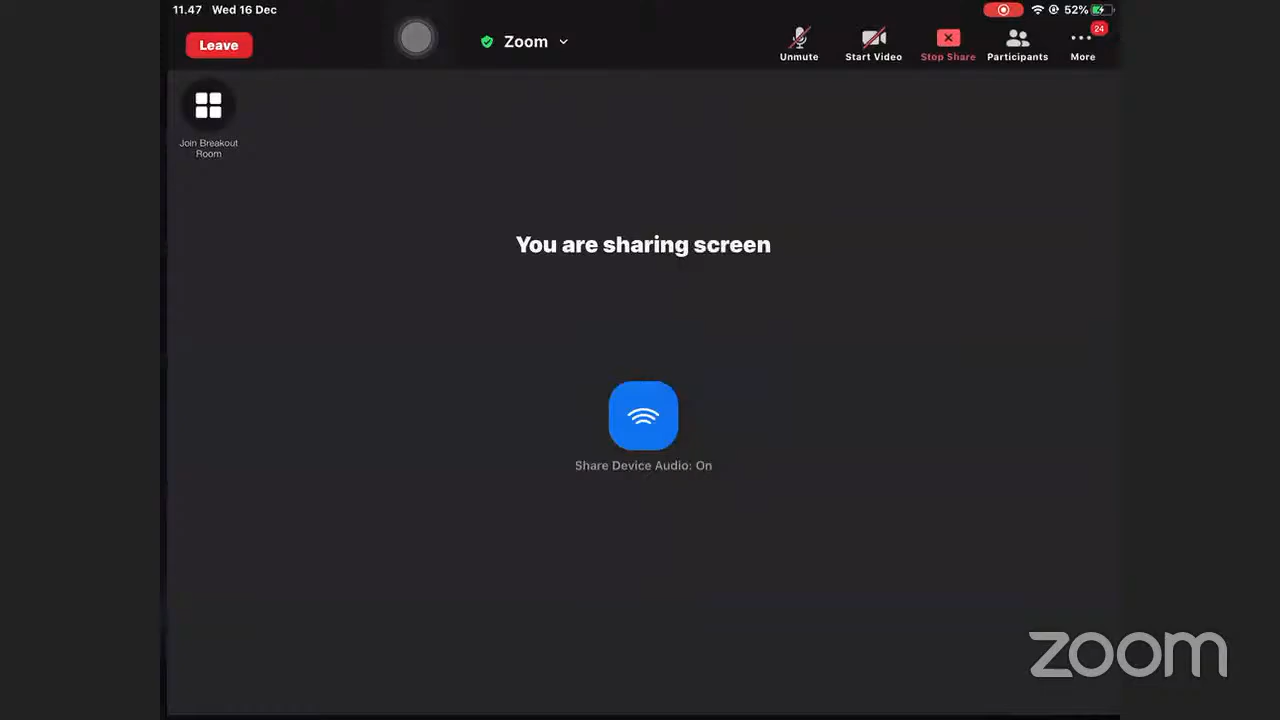 11.47 Wed 16 Dec
52%
Leave
Zoom
Unmute
Start Video
Stop Share
Participants
24
More
Join Breakout
Room
You are sharing screen
Share Device Audio: On
zoom